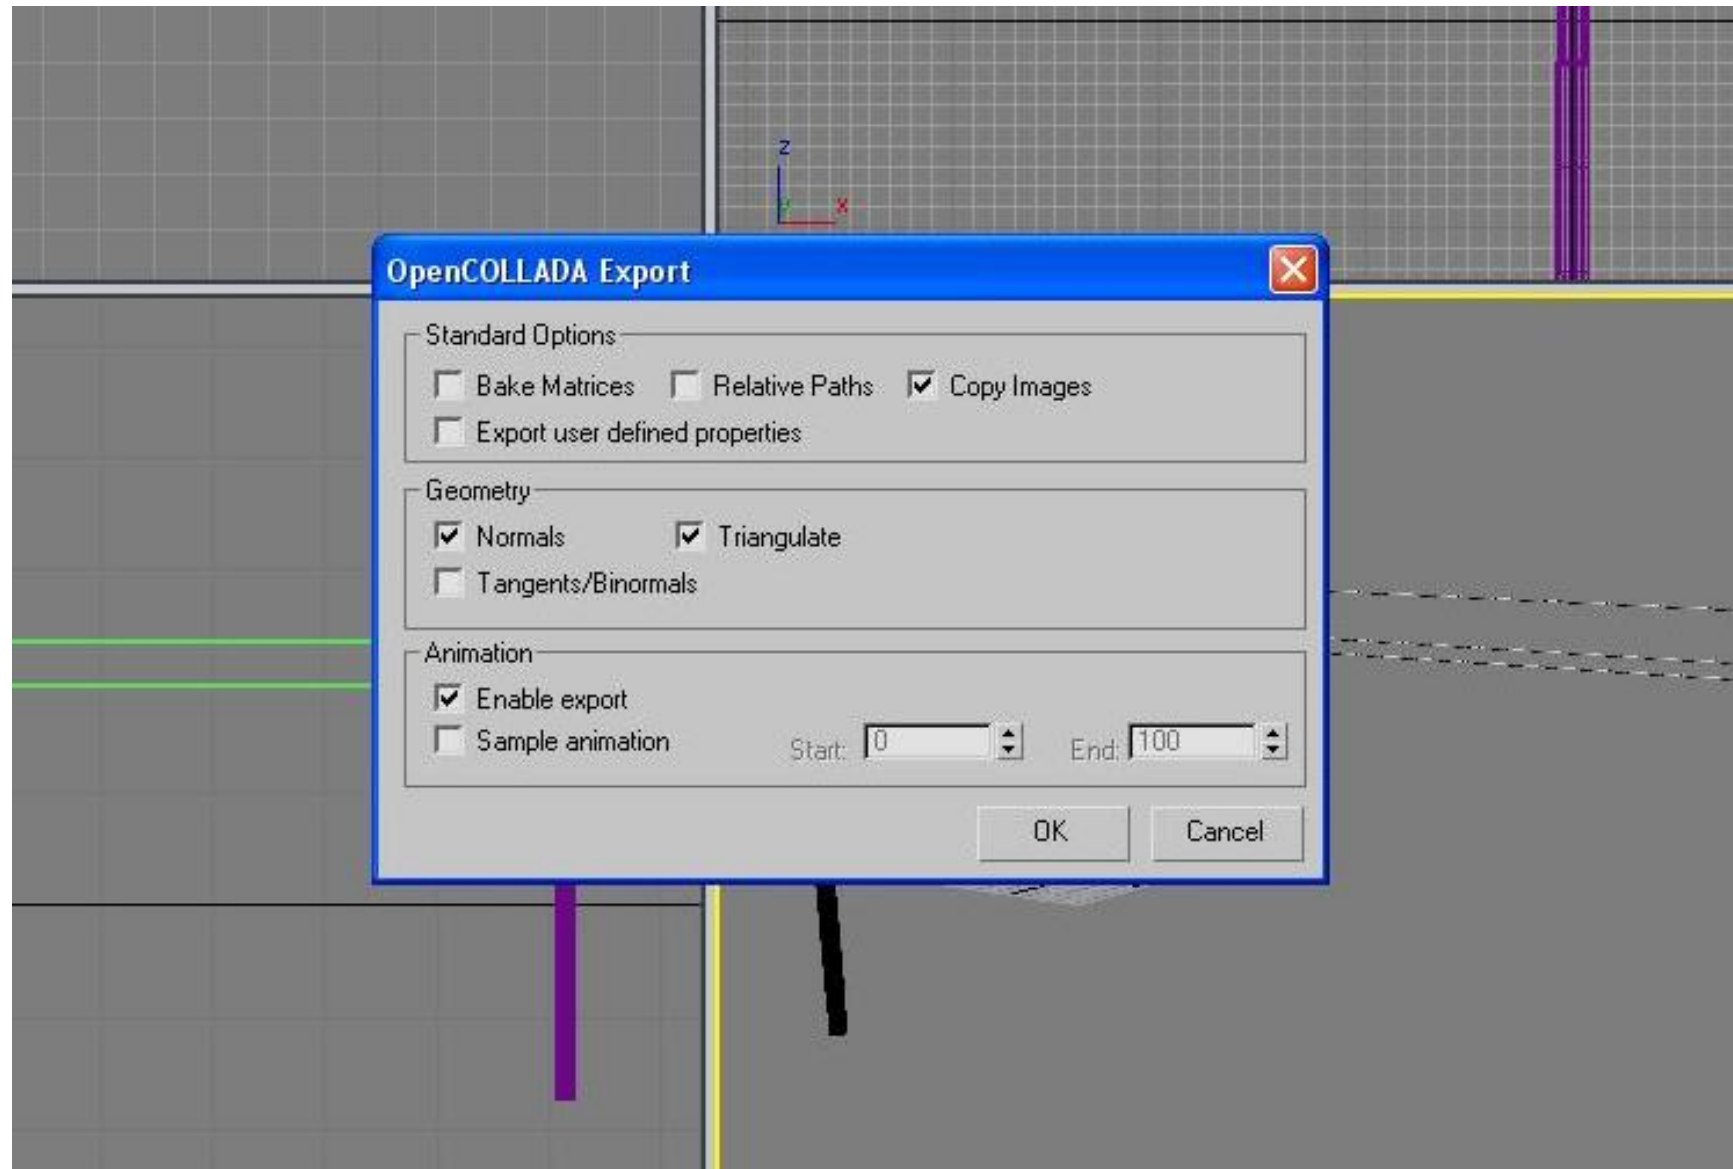 z
y x
OpenCOLLADA Export
Standard Options
Bake Matrices Relative Paths Copy Images
Export user defined properties
Geometry
Normals Triangulate
Tangents/Binormals
Animation
Enable export
Sample animation Start: 0 End: 100
OK Cancel